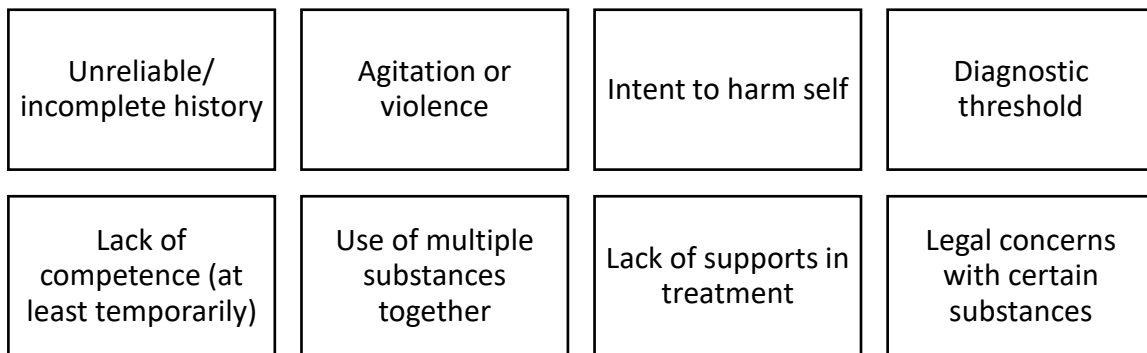 Unreliable/
incomplete history
Agitation or
violence
Intent to harm self
Diagnostic
threshold
Lack of
competence (at
least temporarily)
Use of multiple
substances
together
Lack of supports in
treatment
Legal concerns
with certain
substances